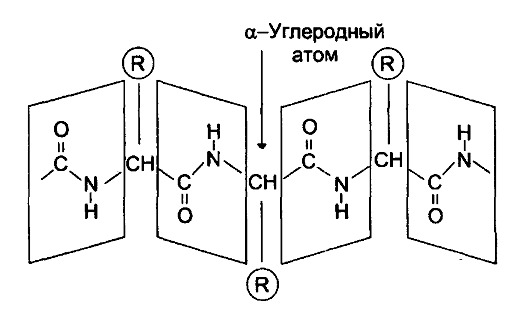 α–Углеродный
атом
R R
O H O H
C N C N
N CH C N CH C
H O H O
CH
R